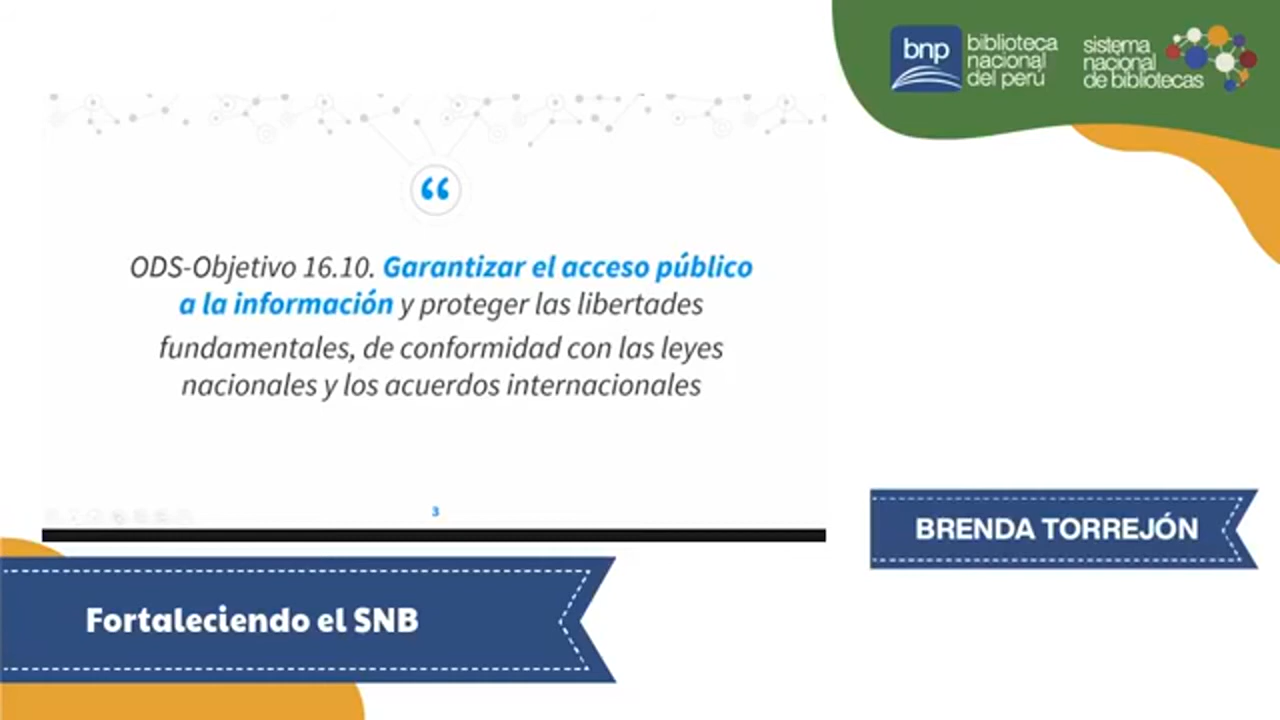 bnp
biblioteca
nacional
del perú
sistema
nacional
de bibliotecas
“
ODS-Objetivo 16.10. Garantizar el acceso público
a la información y proteger las libertades
fundamentales, de conformidad con las leyes
nacionales y los acuerdos internacionales
3
BRENDA TORREJÓN
Fortaleciendo el SNB